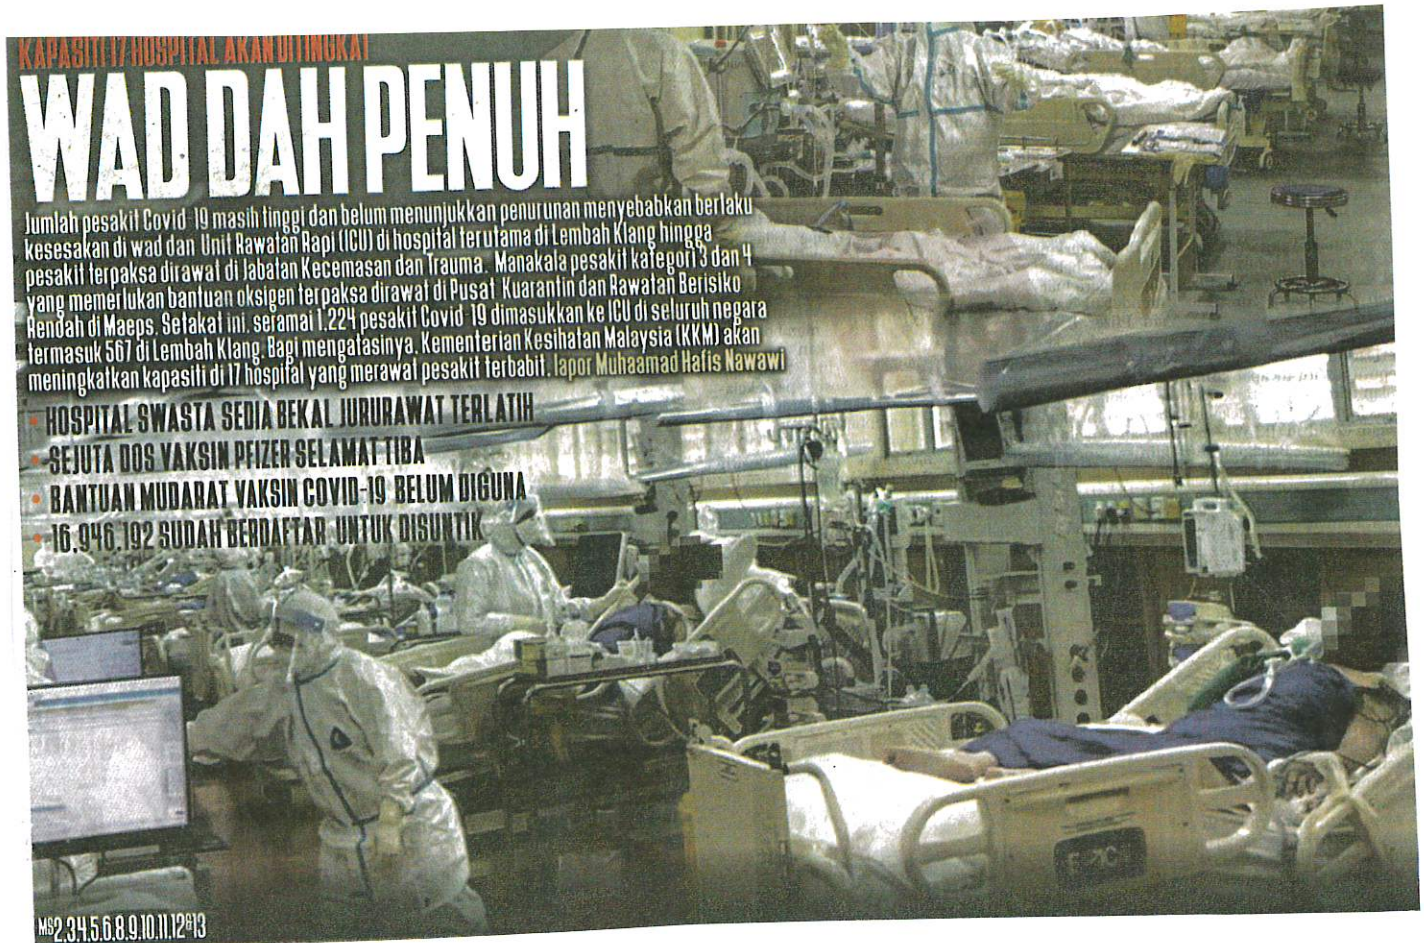 KAPASITI 17 HOSPITAL AKAN DITINGKAT
WAD DAH PENUH
Jumlah pesakit Covid-19 masih tinggi dan belum menunjukkan penurunan menyebabkan berlaku
kesesakan di wad dan Unit Rawatan Rapi (ICU) di hospital terutama di Lembah Klang hingga
pesakit terpaksa dirawat di Jabatan Kecemasan dan Trauma. Manakala pesakit kategori 3 dan 4
yang memerlukan bantuan oksigen terpaksa dirawat di Pusat Kuarantin dan Rawatan Berisiko
Rendah di Maeps. Setakat ini, seramai 1,224 pesakit Covid-19 dimasukkan ke ICU di seluruh negara
termasuk 567 di Lembah Klang. Bagi mengatasinya, Kementerian Kesihatan Malaysia (KKM) akan
meningkatkan kapasiti di 17 hospital yang merawat pesakit terbabit, lapor Muhaamad Hafis Nawawi
• HOSPITAL SWASTA SEDIA BEKAL JURURAWAT TERLATIH
• SEJUTA DOS VAKSIN PFIZER SELAMAT TIBA
• BANTUAN MUDARAT VAKSIN COVID-19 BELUM DIGUNA
• 16,946,192 SUDAH BERDAFTAR UNTUK DISUNTIK
MS2,3,4,5,6,8,9,10,11,12&13